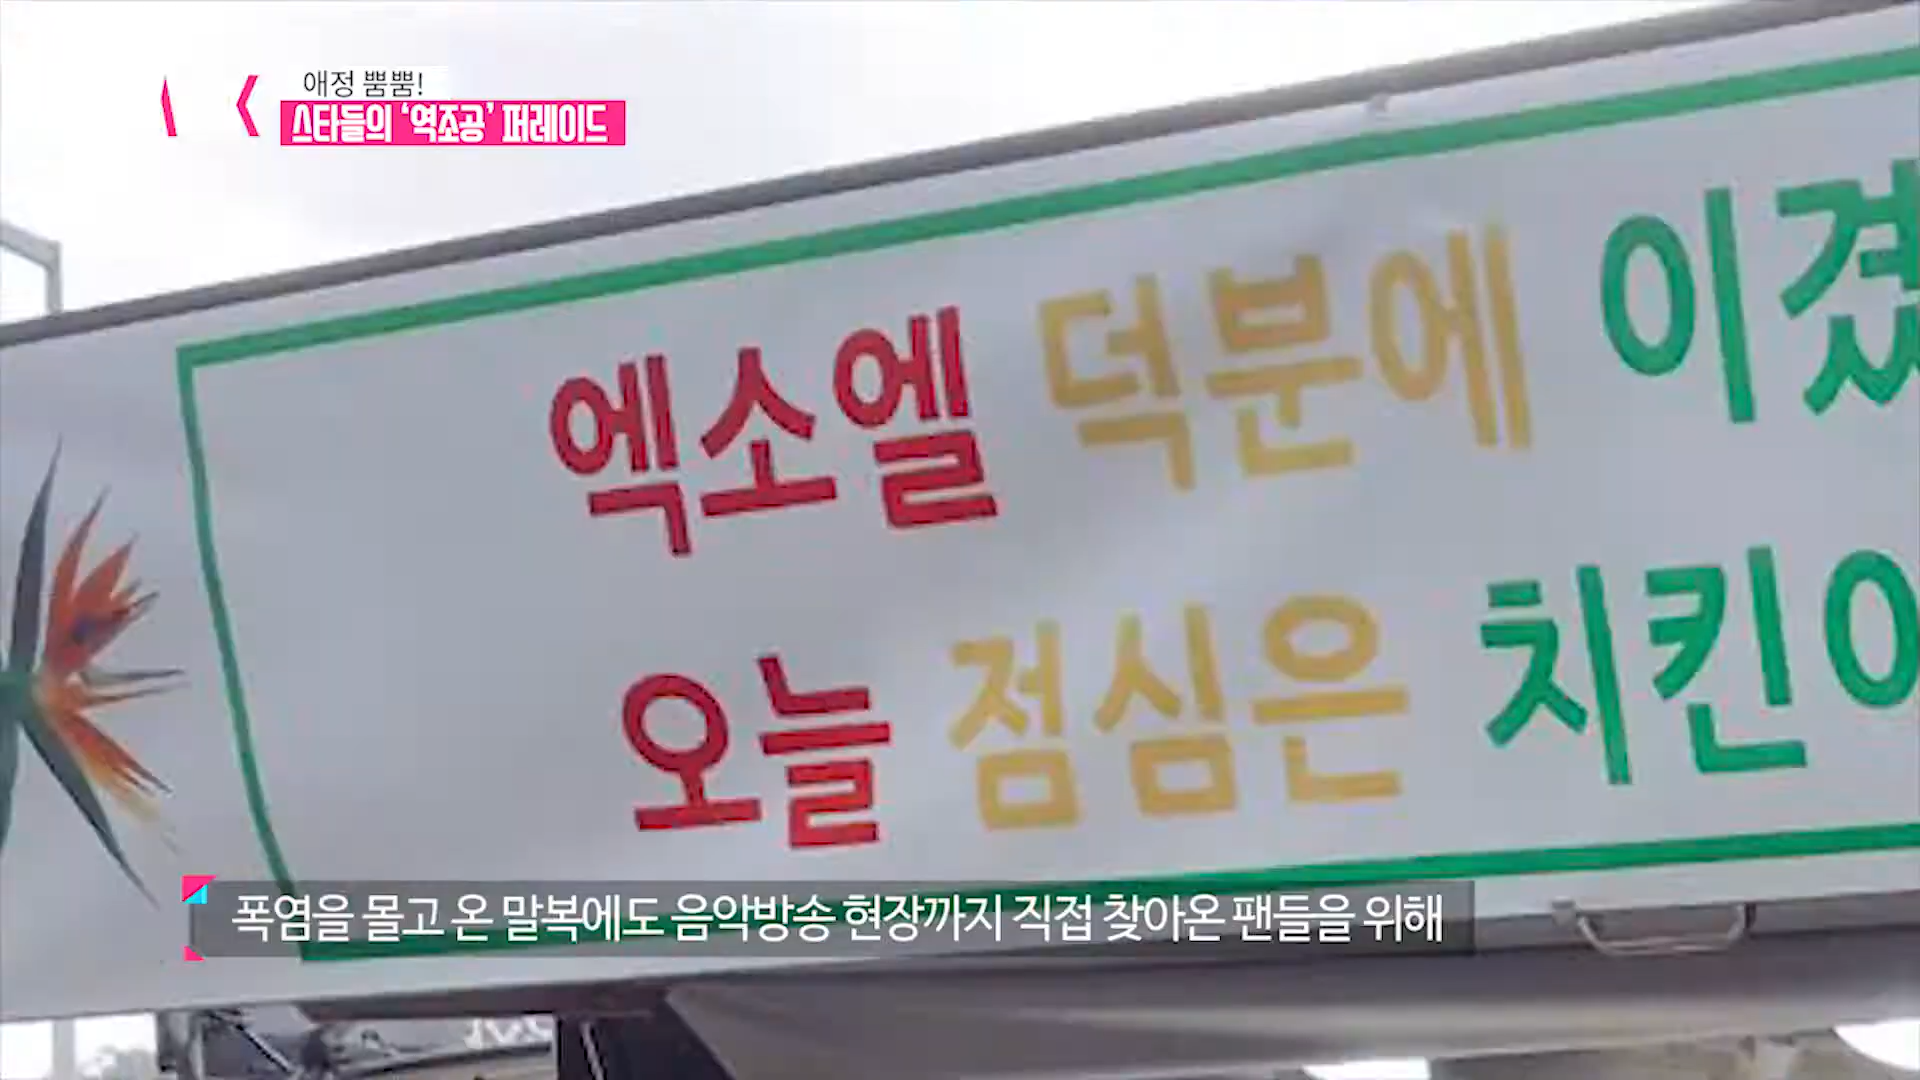 애정 뿜뿜!
스타들의 ‘역조공’ 퍼레이드
엑소엘 덕분에 이겼
오늘 점심은 치킨이
폭염을 몰고 온 말복에도 음악방송 현장까지 직접 찾아온 팬들을 위해